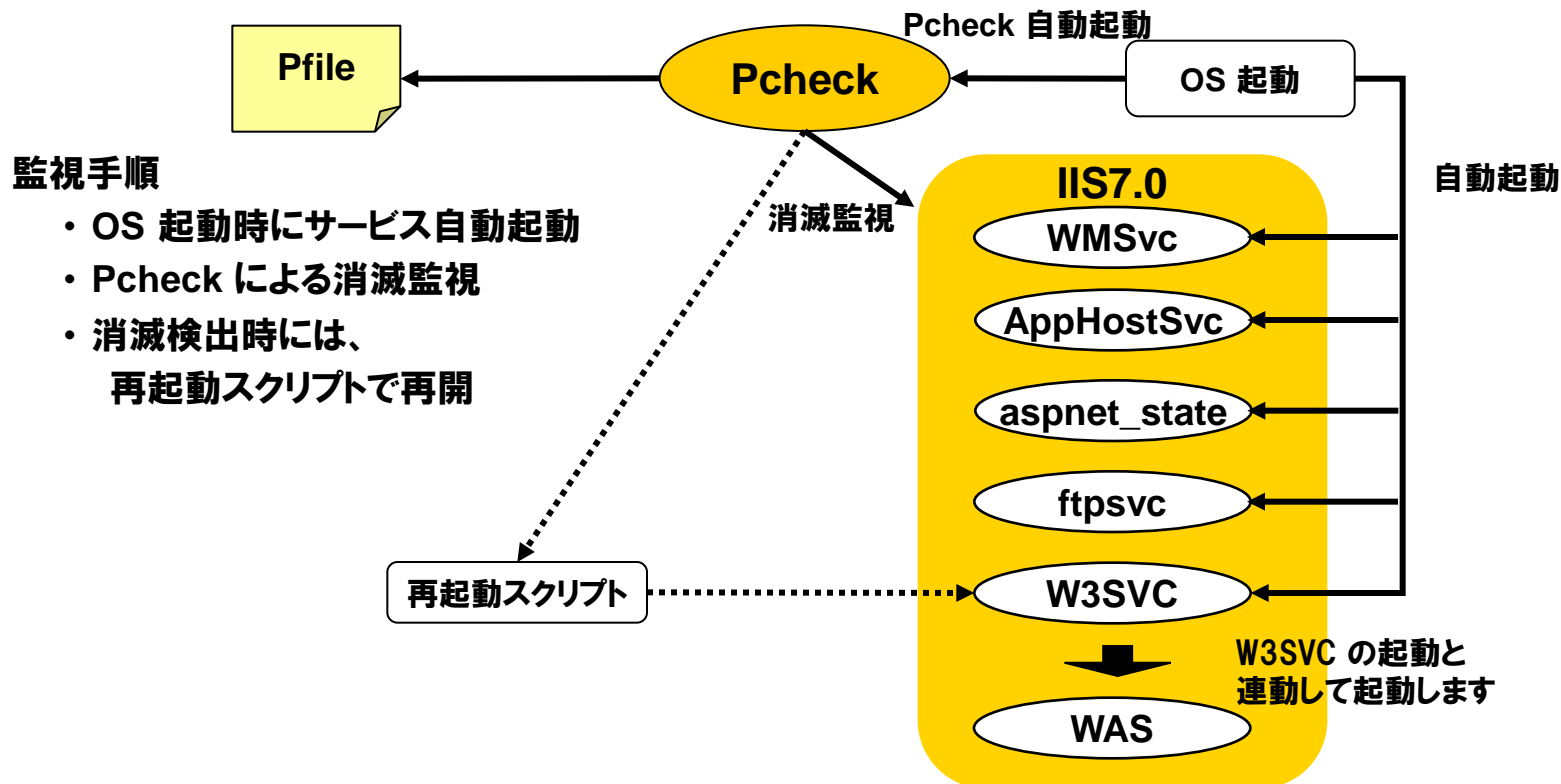 Pcheck 自動起動
Pfile
Pcheck
OS 起動
監視手順
・ OS 起動時にサービス自動起動
・ Pcheck による消滅監視
・ 消滅検出時には、
再起動スクリプトで再開
消滅監視
自動起動
IIS7.0
WMSvc
AppHostSvc
aspnet_state
ftpsvc
再起動スクリプト
W3SVC
W3SVC の起動と
連動して起動します
WAS